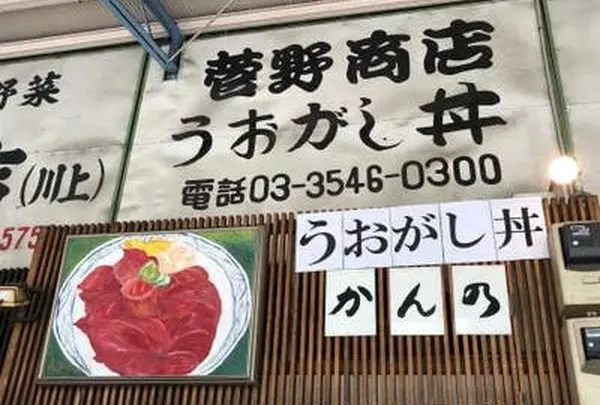 野菜
(川上)
575
菅野商店
うおがし丼
電話03-3546-0300
うおがし丼
かんの